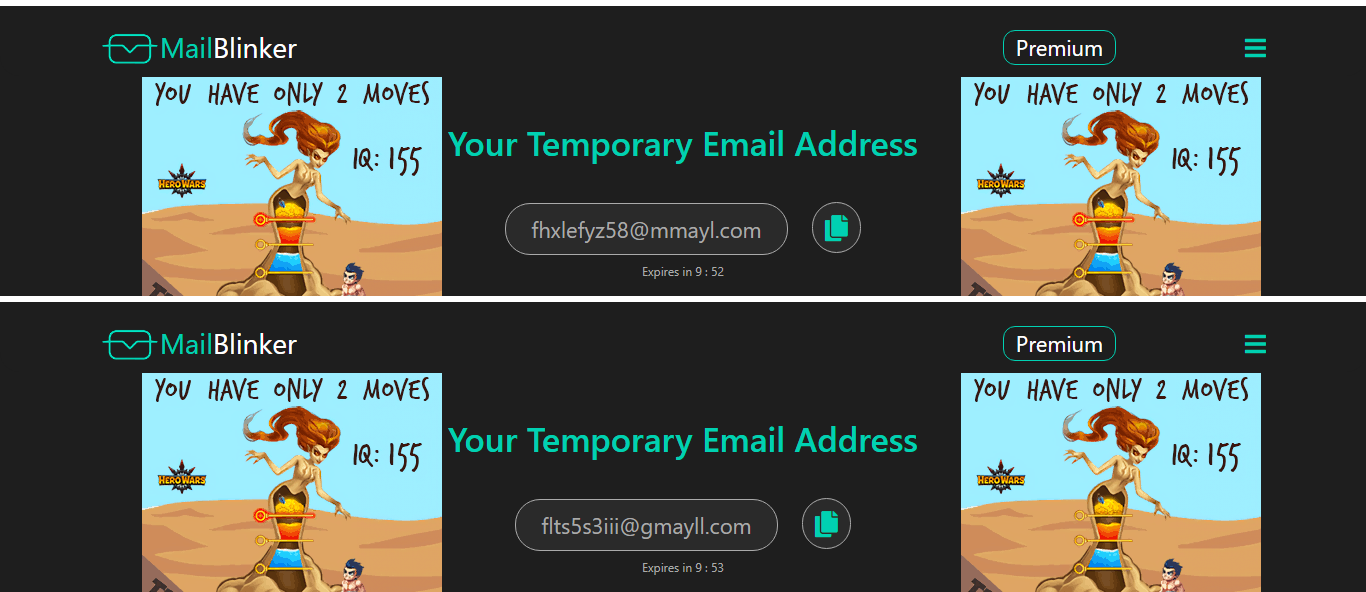 MailBlinker
Premium
YOU HAVE ONLY 2 MOVES
IQ: 155
HERO WARS
Your Temporary Email Address
fhxlefyz58@mmayl.com
Expires in 9 : 52
YOU HAVE ONLY 2 MOVES
IQ: 155
HERO WARS
MailBlinker
Premium
YOU HAVE ONLY 2 MOVES
IQ: 155
HERO WARS
Your Temporary Email Address
flts5s3iii@gmayll.com
Expires in 9 : 53
YOU HAVE ONLY 2 MOVES
IQ: 155
HERO WARS